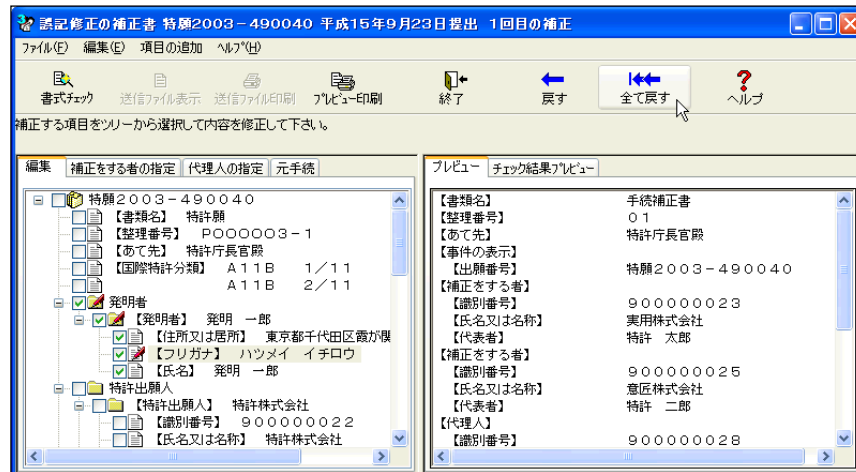 誤記修正の補正書 特願2003-490040 平成15年9月23日提出 1回目の補正
ファイル(F) 編集(E) 項目の追加 ヘルプ(H)
書式チェック 送信ファイル表示 送信ファイル印刷 プレビュー印刷 終了 戻す 全て戻す ヘルプ
補正する項目をツリーから選択して内容を修正して下さい。
編集 補正をする者の指定 代理人の指定 元手続
特願2003-490040
【書類名】 特許願
【整理番号】 P000003-1
【あて先】 特許庁長官殿
【国際特許分類】 A11B 1/11
A11B 2/11
発明者
【発明者】 発明 一郎
【住所又は居所】 東京都千代田区霞が関
【フリガナ】 ハツメイ イチロウ
【氏名】 発明 一郎
特許出願人
【特許出願人】 特許株式会社
【識別番号】 900000022
【氏名又は名称】 特許株式会社
プレビュー チェック結果プレビュー
【書類名】 手続補正書
【整理番号】 01
【あて先】 特許庁長官殿
【事件の表示】
【出願番号】 特願2003-490040
【補正をする者】
【識別番号】 900000023
【氏名又は名称】 実用株式会社
【代表者】 特許 太郎
【補正をする者】
【識別番号】 900000025
【氏名又は名称】 意匠株式会社
【代表者】 特許 二郎
【代理人】
【識別番号】 900000028